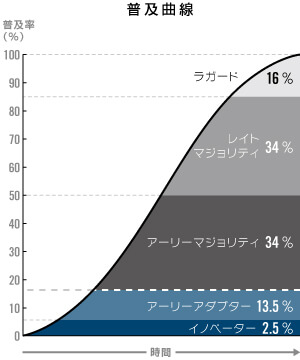 普及曲線
普及率
(%)
100
90
80
70
60
50
40
30
20
10
0
ラガード 16 %
レイト
マジョリティ 34 %
アーリーマジョリティ 34 %
アーリーアダプター 13.5 %
イノベーター 2.5 %
時間